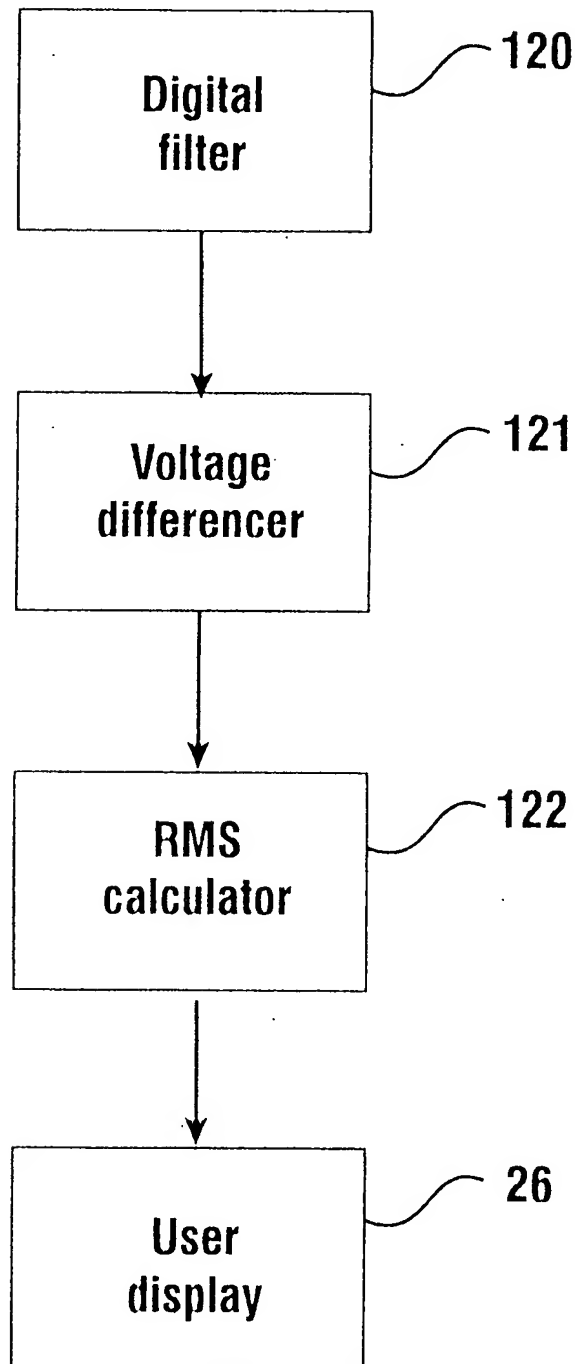 120
Digital
filter
121
Voltage
differencer
122
RMS
calculator
26
User
display